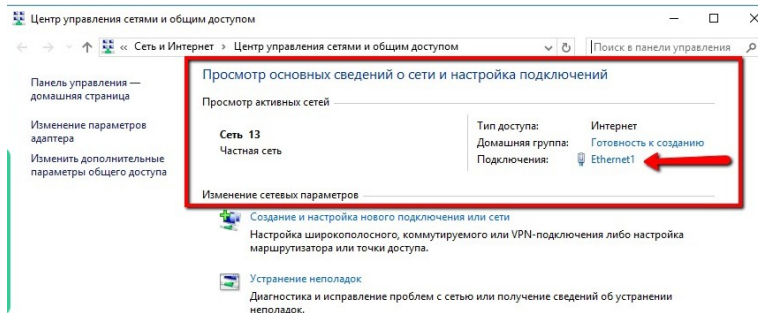 Центр управления сетями и общим доступом
« Сеть и Интернет › Центр управления сетями и общим доступом
Поиск в панели управления
Панель управления —
домашняя страница
Изменение параметров
адаптера
Изменить дополнительные
параметры общего доступа
Просмотр основных сведений о сети и настройка подключений
Просмотр активных сетей
Сеть 13
Частная сеть
Тип доступа: Интернет
Домашняя группа: Готовность к созданию
Подключения: Ethernet1
Изменение сетевых параметров
Создание и настройка нового подключения или сети
Настройка широкополосного, коммутируемого или VPN-подключения либо настройка
маршрутизатора или точки доступа.
Устранение неполадок
Диагностика и исправление проблем с сетью или получение сведений об устранении
неполадок.